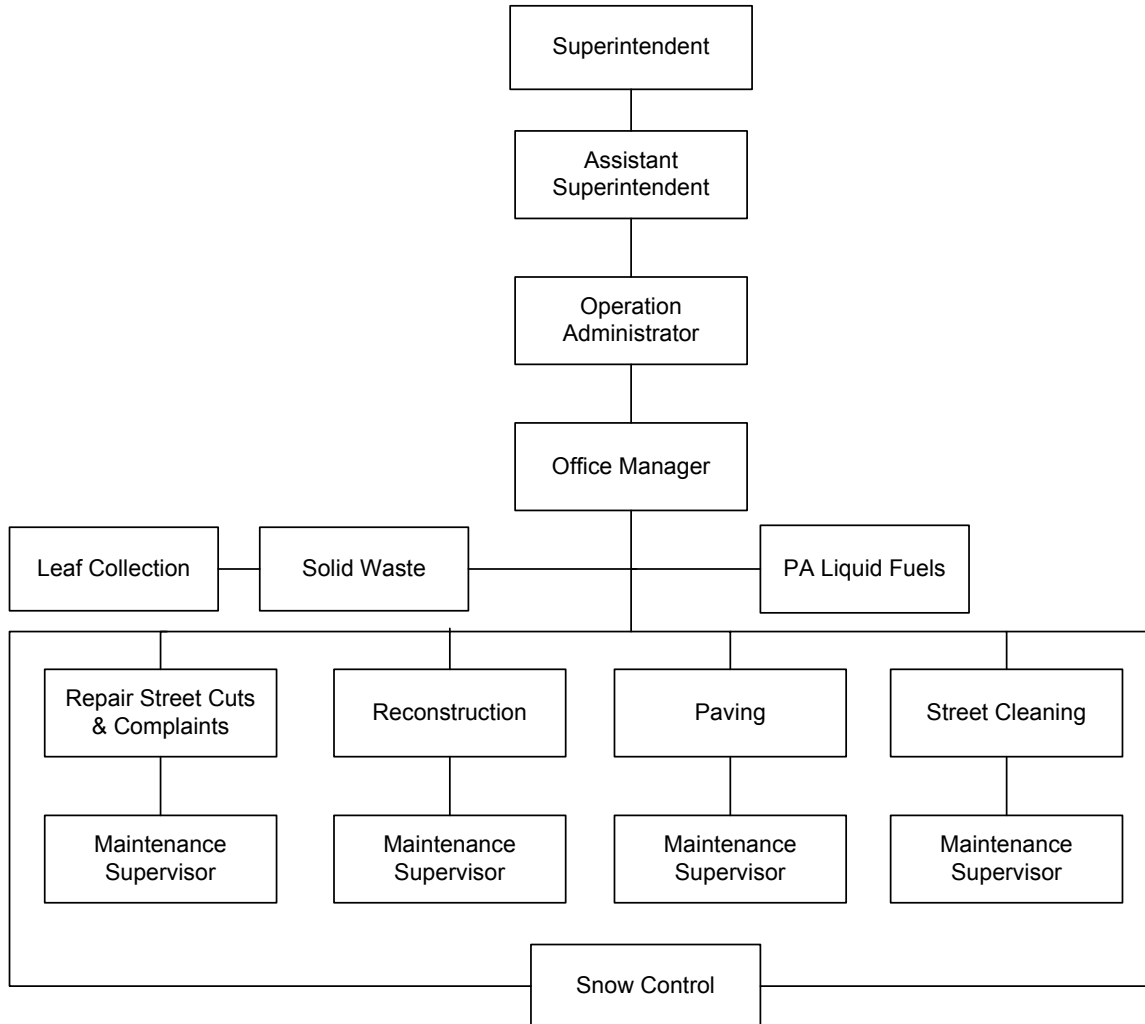 Superintendent
Assistant
Superintendent
Operation
Administrator
Office Manager
Leaf Collection
Solid Waste
PA Liquid Fuels
Repair Street Cuts
& Complaints
Reconstruction
Paving
Street Cleaning
Maintenance
Supervisor
Maintenance
Supervisor
Maintenance
Supervisor
Maintenance
Supervisor
Snow Control